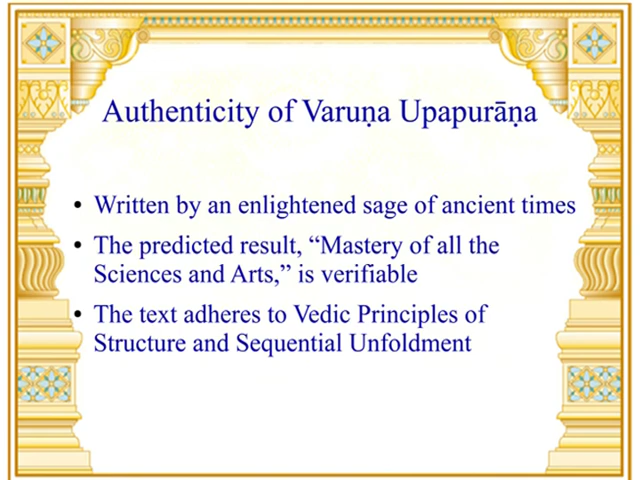 Authenticity of Varuṇa Upapurāṇa
• Written by an enlightened sage of ancient times
• The predicted result, “Mastery of all the
Sciences and Arts,” is verifiable
• The text adheres to Vedic Principles of
Structure and Sequential Unfoldment